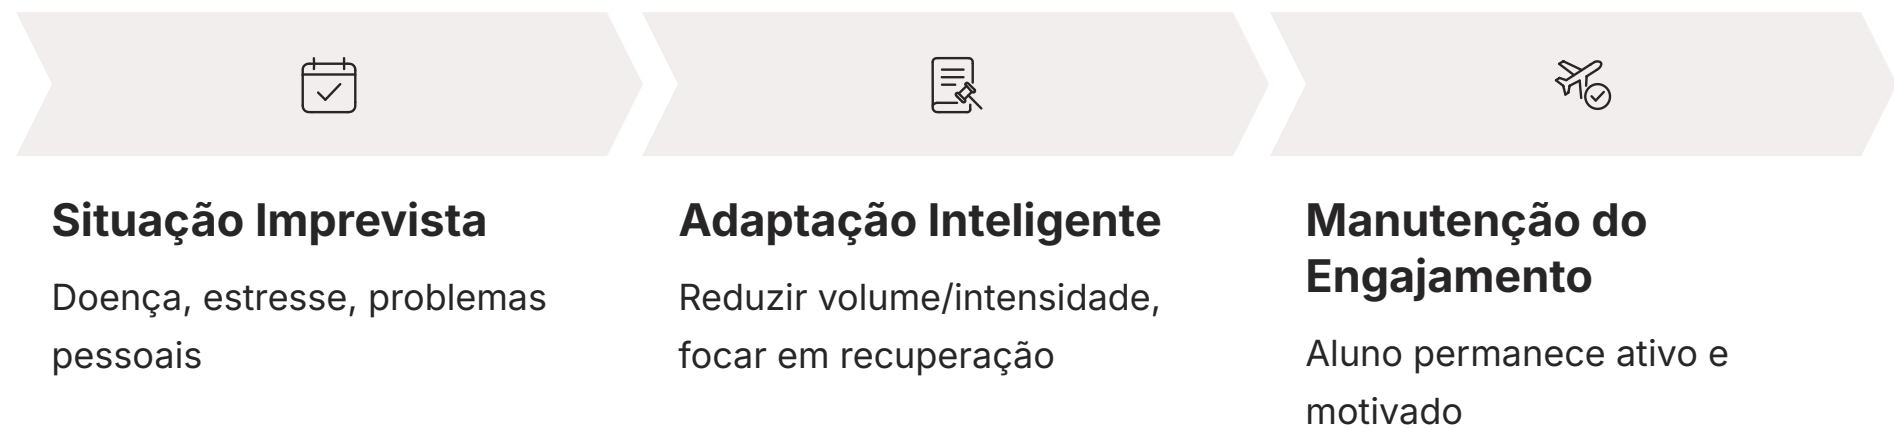 Situação Imprevista
Doença, estresse, problemas
pessoais
Adaptação Inteligente
Reduzir volume/intensidade,
focar em recuperação
Manutenção do
Engajamento
Aluno permanece ativo e
motivado